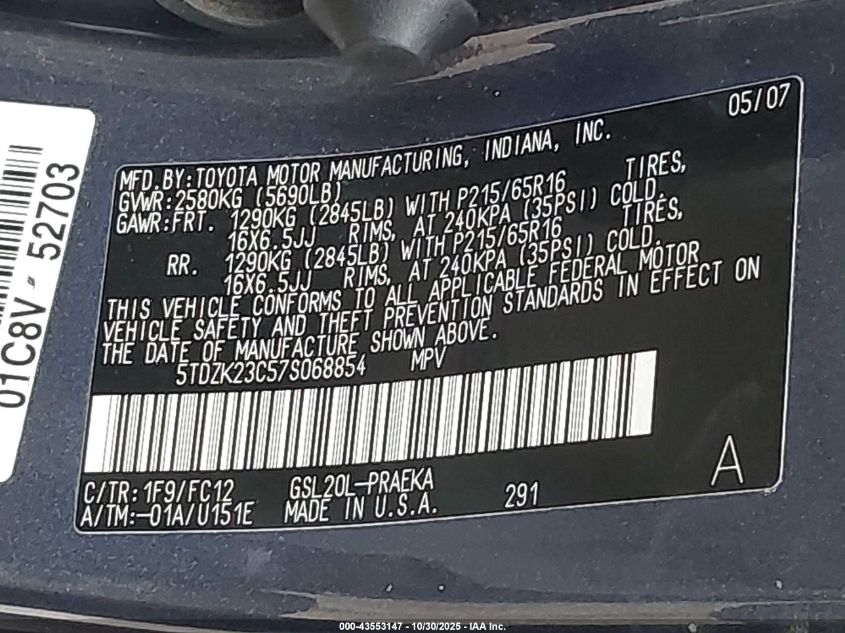 05/07
MFD.BY:TOYOTA MOTOR MANUFACTURING, INDIANA, INC.
GVWR:2580KG (5690LB)
GAWR:FRT. 1290KG (2845LB) WITH P215/65R16 TIRES,
16X6.5JJ RIMS, AT 240KPA (35PSI) COLD.
RR. 1290KG (2845LB) WITH P215/65R16 TIRES,
16X6.5JJ RIMS, AT 240KPA (35PSI) COLD.
THIS VEHICLE CONFORMS TO ALL APPLICABLE FEDERAL MOTOR
VEHICLE SAFETY AND THEFT PREVENTION STANDARDS IN EFFECT ON
THE DATE OF MANUFACTURE SHOWN ABOVE.
5TDZK23C57S068854 MPV
A
C/TR:1F9/FC12 GSL20L-PRAEKA
A/TM:-01A/U151E MADE IN U.S.A. 291
01C8V - 52703
000-43553147 - 10/30/2025 - IAA Inc.